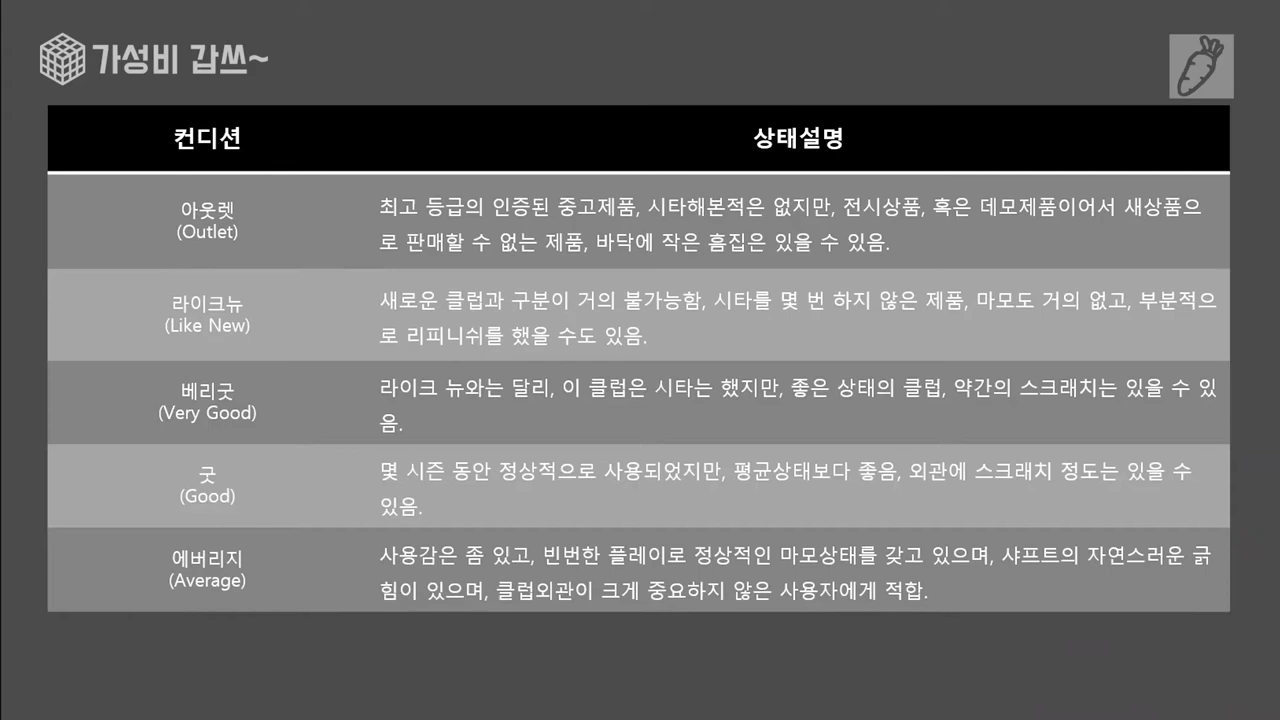 가성비 갑쓰~
컨디션
상태설명
아웃렛
(Outlet)
최고 등급의 인증된 중고제품, 시타해본적은 없지만, 전시상품, 혹은 데모제품이어서 새상품으
로 판매할 수 없는 제품, 바닥에 작은 흠집은 있을 수 있음.
라이크뉴
(Like New)
새로운 클럽과 구분이 거의 불가능함, 시타를 몇 번 하지 않은 제품, 마모도 거의 없고, 부분적으
로 리피니쉬를 했을 수도 있음.
베리굿
(Very Good)
라이크 뉴와는 달리, 이 클럽은 시타는 했지만, 좋은 상태의 클럽, 약간의 스크래치는 있을 수 있
음.
굿
(Good)
몇 시즌 동안 정상적으로 사용되었지만, 평균상태보다 좋음, 외관에 스크래치 정도는 있을 수
있음.
에버리지
(Average)
사용감은 좀 있고, 빈번한 플레이로 정상적인 마모상태를 갖고 있으며, 샤프트의 자연스러운 긁
힘이 있으며, 클럽외관이 크게 중요하지 않은 사용자에게 적합.